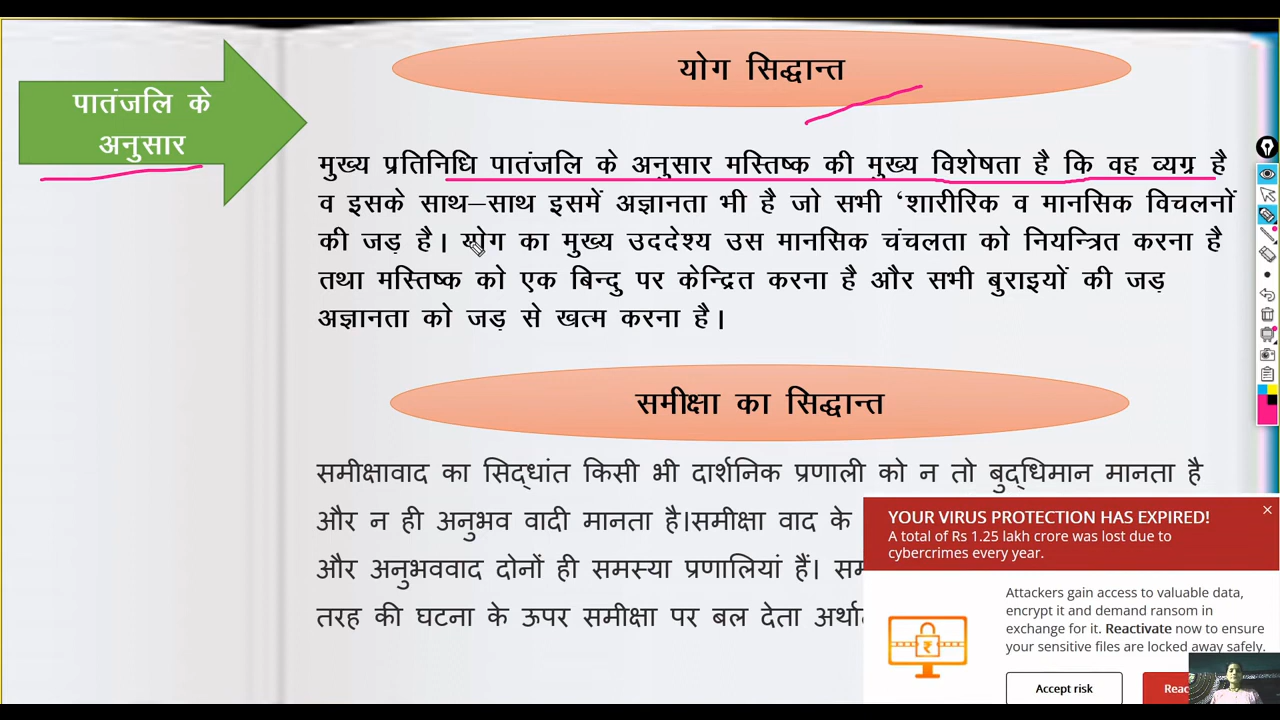 योग सिद्धान्त
पातंजलि के
अनुसार
मुख्य प्रतिनिधि पातंजलि के अनुसार मस्तिष्क की मुख्य विशेषता है कि वह व्यग्र है
व इसके साथ–साथ इसमें अज्ञानता भी है जो सभी ‘शारीरिक व मानसिक विचलनों
की जड़ है। योग का मुख्य उददेश्य उस मानसिक चंचलता को नियन्त्रित करना है
तथा मस्तिष्क को एक बिन्दु पर केन्द्रित करना है और सभी बुराइयों की जड़
अज्ञानता को जड़ से खत्म करना है।
समीक्षा का सिद्धान्त
समीक्षावाद का सिद्धांत किसी भी दार्शनिक प्रणाली को न तो बुद्धिमान मानता है
और न ही अनुभव वादी मानता है।समीक्षा वाद के
और अनुभववाद दोनों ही समस्या प्रणालियां हैं।
तरह की घटना के ऊपर समीक्षा पर बल देता
YOUR VIRUS PROTECTION HAS EXPIRED!
A total of Rs 1.25 lakh crore was lost due to
cybercrimes every year.
Attackers gain access to valuable data,
encrypt it and demand ransom in
exchange for it. Reactivate now to ensure
your sensitive files are locked away safely.
Accept risk